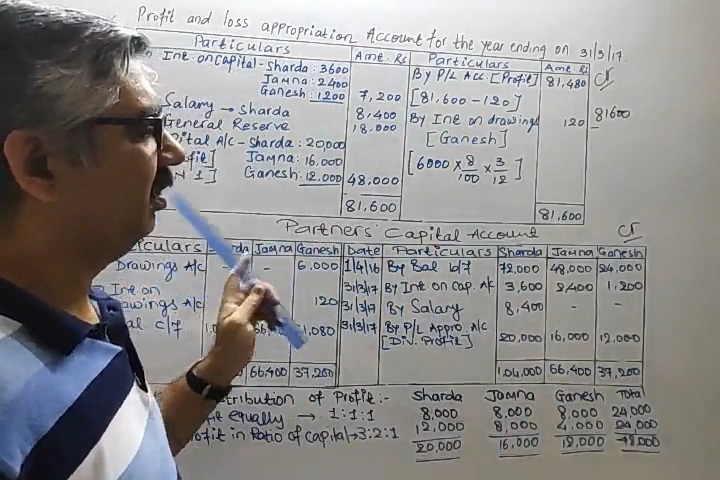 Profit and loss appropriation Account for the year ending on 31/3/17.
Particulars Amt. Rs Particulars Amt. Rs Cr
Int. on Capital - Sharda: 3600 By P/L Acc. [Profit] 81,480
Jamna: 2400
Ganesh: 1200 7,200 [81,600 - 120] 81600
Salary → Sharda 8,400 By Int on drawings 120
General Reserve 18,000 [Ganesh]
A/C - Sharda: 20,000
Jamna: 16,000 [6000 × 8/100 × 3/12]
N. 1] Ganesh: 12,000 48,000
81,600 81,600
Partners' Capital Account Cr
Jamna Ganesh Date Particulars Sharda Jamna Ganesh
Drawings A/c - - 6,000 1/4/16 By Bal b/f 72,000 48,000 24,000
Int on 31/3/17 By Int on cap. A/c 3,600 2400 1,200
A/c 120 31/3/17 By Salary 8,400 - -
c/f 31/3/17 By P/L Appro. A/c 20,000 16,000 12,000
[Div. Profit]
66400 37,200 1,04,000 66,400 37,200
of Profit:- Sharda Jamna Ganesh Total
equally → 1:1:1 8,000 8,000 8,000 24,000
in Ratio of capital → 3:2:1 12,000 8,000 4,000 24,000
20,000 16,000 12,000 48,000